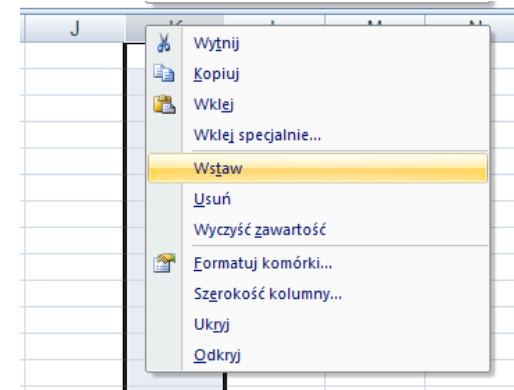 J
Wytnij
Kopiuj
Wklej
Wklej specjalnie...
Wstaw
Usuń
Wyczyść zawartość
Formatuj komórki...
Szerokość kolumny...
Ukryj
Odkryj